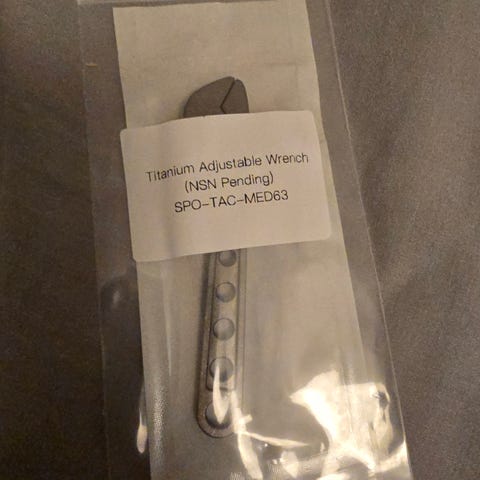 Titanium Adjustable Wrench
(NSN Pending)
SPO-TAC-MED63